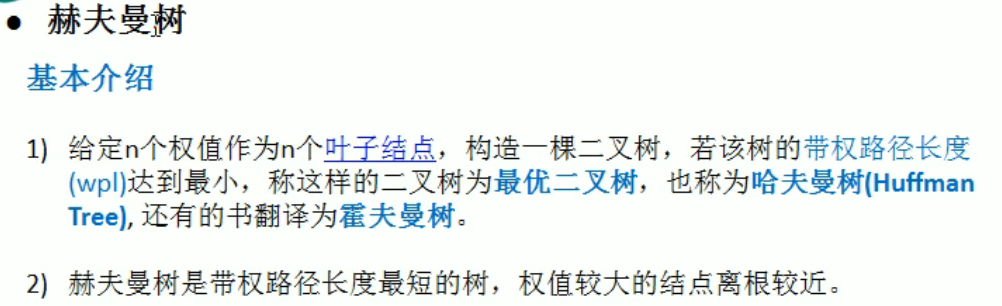 ● 赫夫曼树
基本介绍
1) 给定n个权值作为n个叶子结点，构造一棵二叉树，若该树的带权路径长度
(wpl)达到最小，称这样的二叉树为最优二叉树，也称为哈夫曼树(Huffman
Tree), 还有的书翻译为霍夫曼树。
2) 赫夫曼树是带权路径长度最短的树，权值较大的结点离根较近。